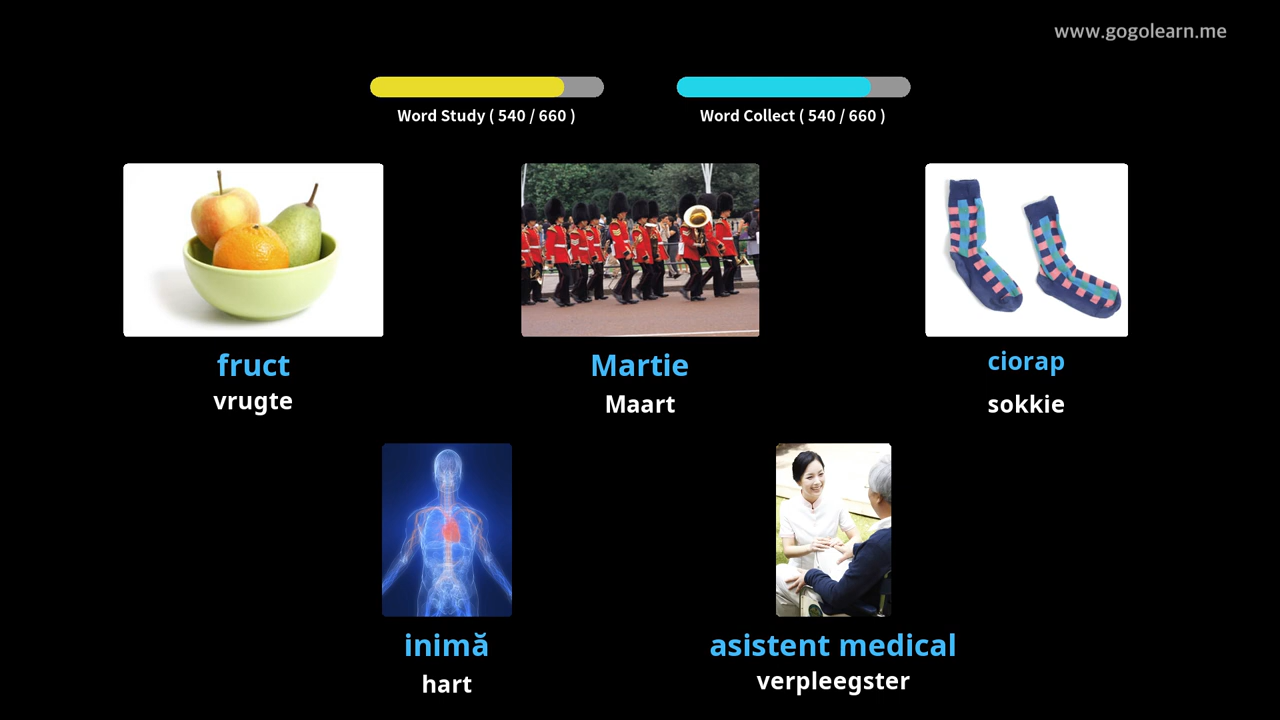 www.gogolearn.me
Word Study ( 540 / 660 )
Word Collect ( 540 / 660 )
fruct
vrugte
Martie
Maart
ciorap
sokkie
inimă
hart
asistent medical
verpleegster